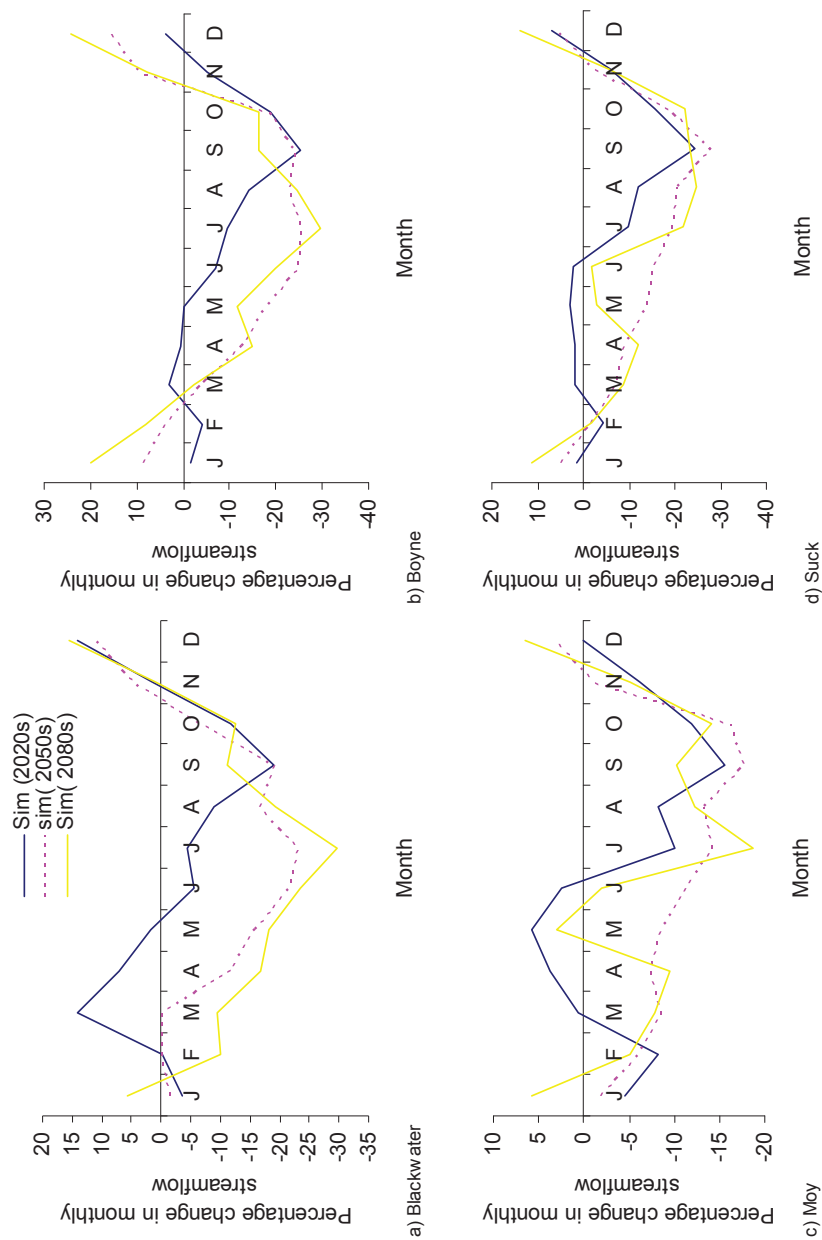 Sim (2020s)
sim( 2050s)
Sim( 2080s)
Percentage change in monthly
streamflow
20
15
10
5
0
-5
-10
-15
-20
-25
-30
-35
J F M A M J J A S O N D
Month
a) Blackwater
Percentage change in monthly
streamflow
30
20
10
0
-10
-20
-30
-40
J F M A M J J A S O N D
Month
b) Boyne
Percentage change in monthly
streamflow
10
5
0
-5
-10
-15
-20
J F M A M J J A S O N D
Month
c) Moy
Percentage change in monthly
streamflow
20
10
0
-10
-20
-30
-40
J F M A M J J A S O N D
Month
d) Suck